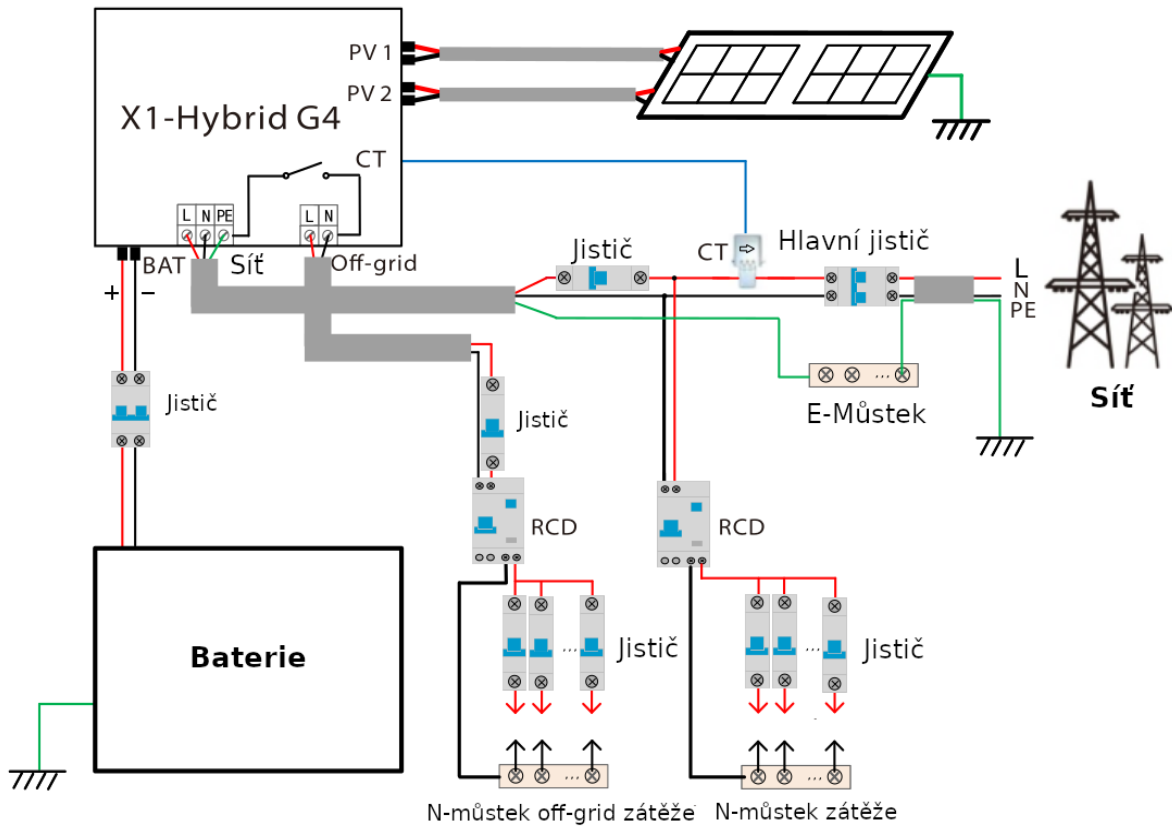 PV 1
PV 2
X1-Hybrid G4
CT
L N PE
L N
BAT
Síť
Off-grid
+ −
Jistič
CT
Hlavní jistič
L
N
PE
Jistič
Jistič
E-Můstek
Síť
...
RCD
RCD
Baterie
... Jistič
... Jistič
...
...
N-můstek off-grid zátěže
N-můstek zátěže